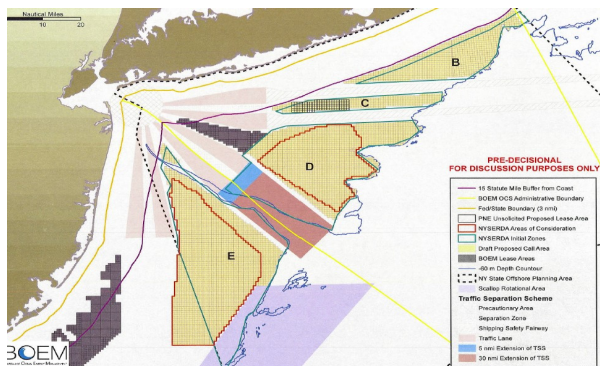 Nautical Miles
10
20
B
C
D
E
PRE-DECISIONAL
FOR DISCUSSION PURPOSES ONLY
15 Statute Mile Buffer from Coast
BOEM OCS Administrative Boundary
Fed/State Boundary (3 nmi)
PNE Unsolicited Proposed Lease Area
NYSERDA Areas of Consideration
NYSERDA Initial Zones
Draft Proposed Call Area
BOEM Lease Areas
-60 m Depth Countour
NY State Offshore Planning Area
Scallop Rotational Area
Traffic Separation Scheme
Precautionary Area
Separation Zone
Shipping Safety Fairway
Traffic Lane
5 nmi Extension of TSS
30 nmi Extension of TSS
BOEM